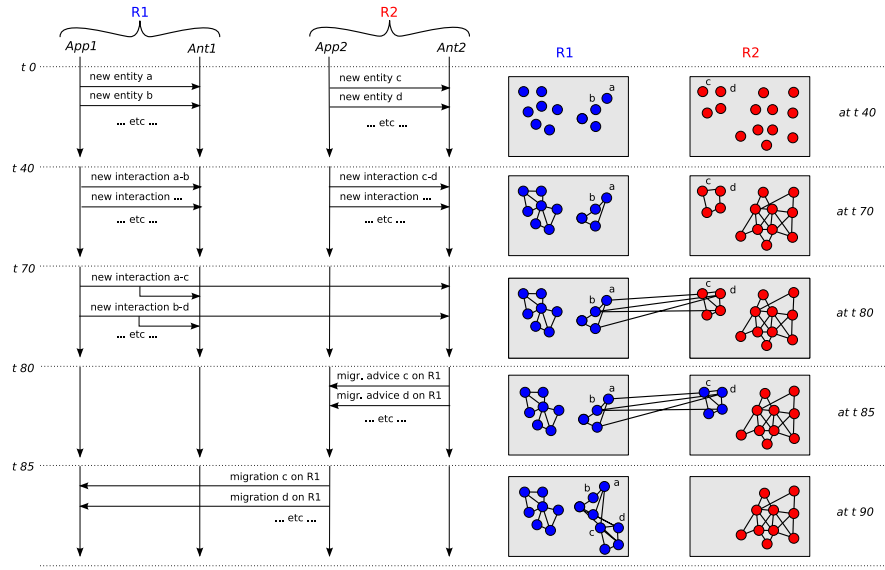 R1
R2
App1
Ant1
App2
Ant2
R1
R2
t 0
new entity a
new entity b
... etc ...
new entity c
new entity d
... etc ...
a
b
c
d
at t 40
t 40
new interaction a-b
new interaction ...
... etc ...
new interaction c-d
new interaction ...
... etc ...
a
b
c
d
at t 70
t 70
new interaction a-c
new interaction b-d
... etc ...
a
b
c
d
at t 80
t 80
migr. advice c on R1
migr. advice d on R1
... etc ...
a
b
c
d
at t 85
t 85
migration c on R1
migration d on R1
... etc ...
a
b
d
c
at t 90